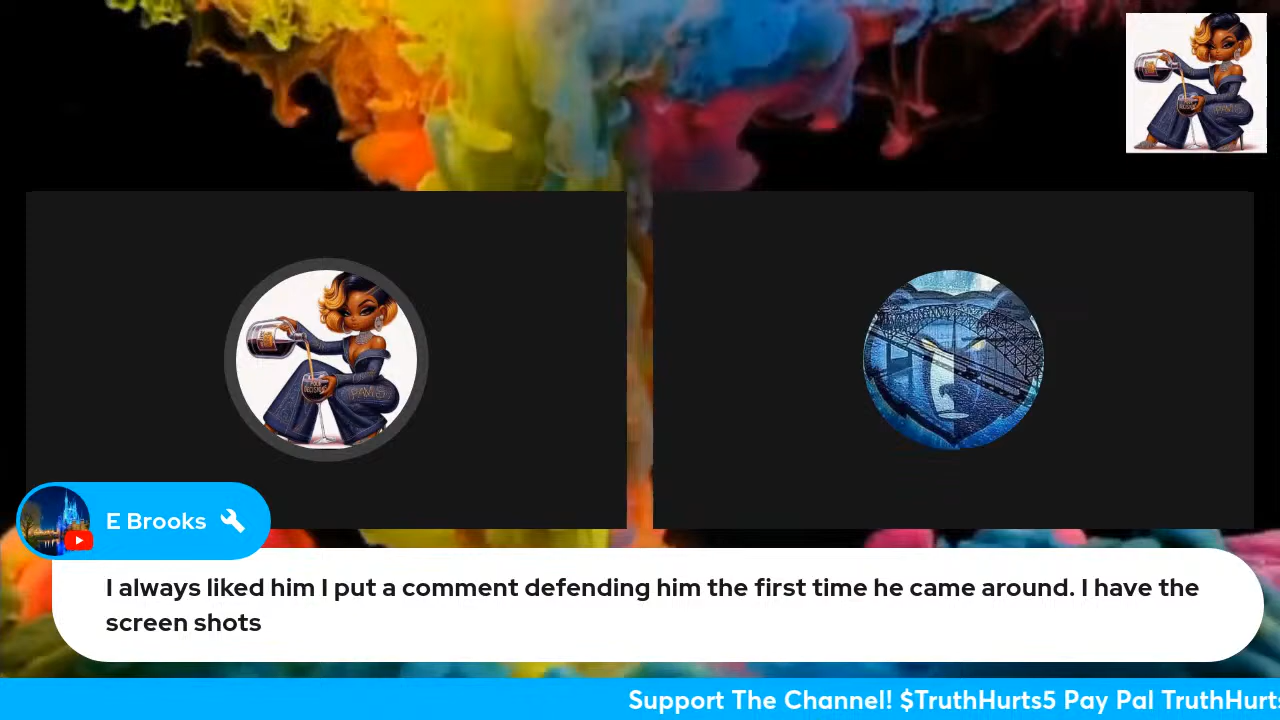 E Brooks
I always liked him I put a comment defending him the first time he came around. I have the
screen shots
Support The Channel! $TruthHurts5 Pay Pal TruthHurts